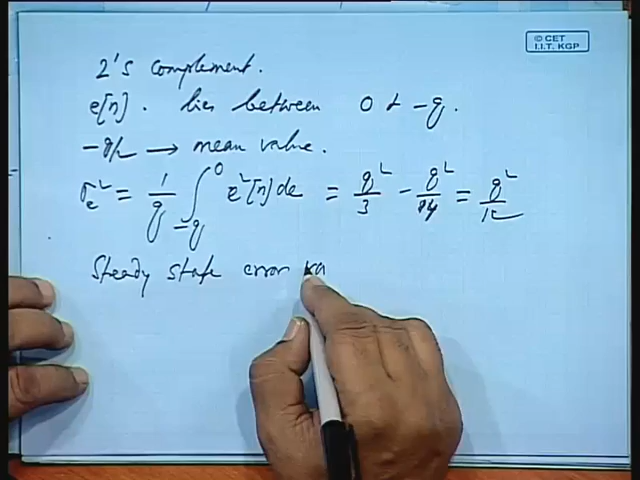 © CET
I.I.T. KGP
2's complement.
e[n]. lies between 0 & -q.
-q/2 → mean value.
σe² = 1/q ∫-q^0 e²[n] de = q²/3 - q²/4 = q²/12
Steady state error va